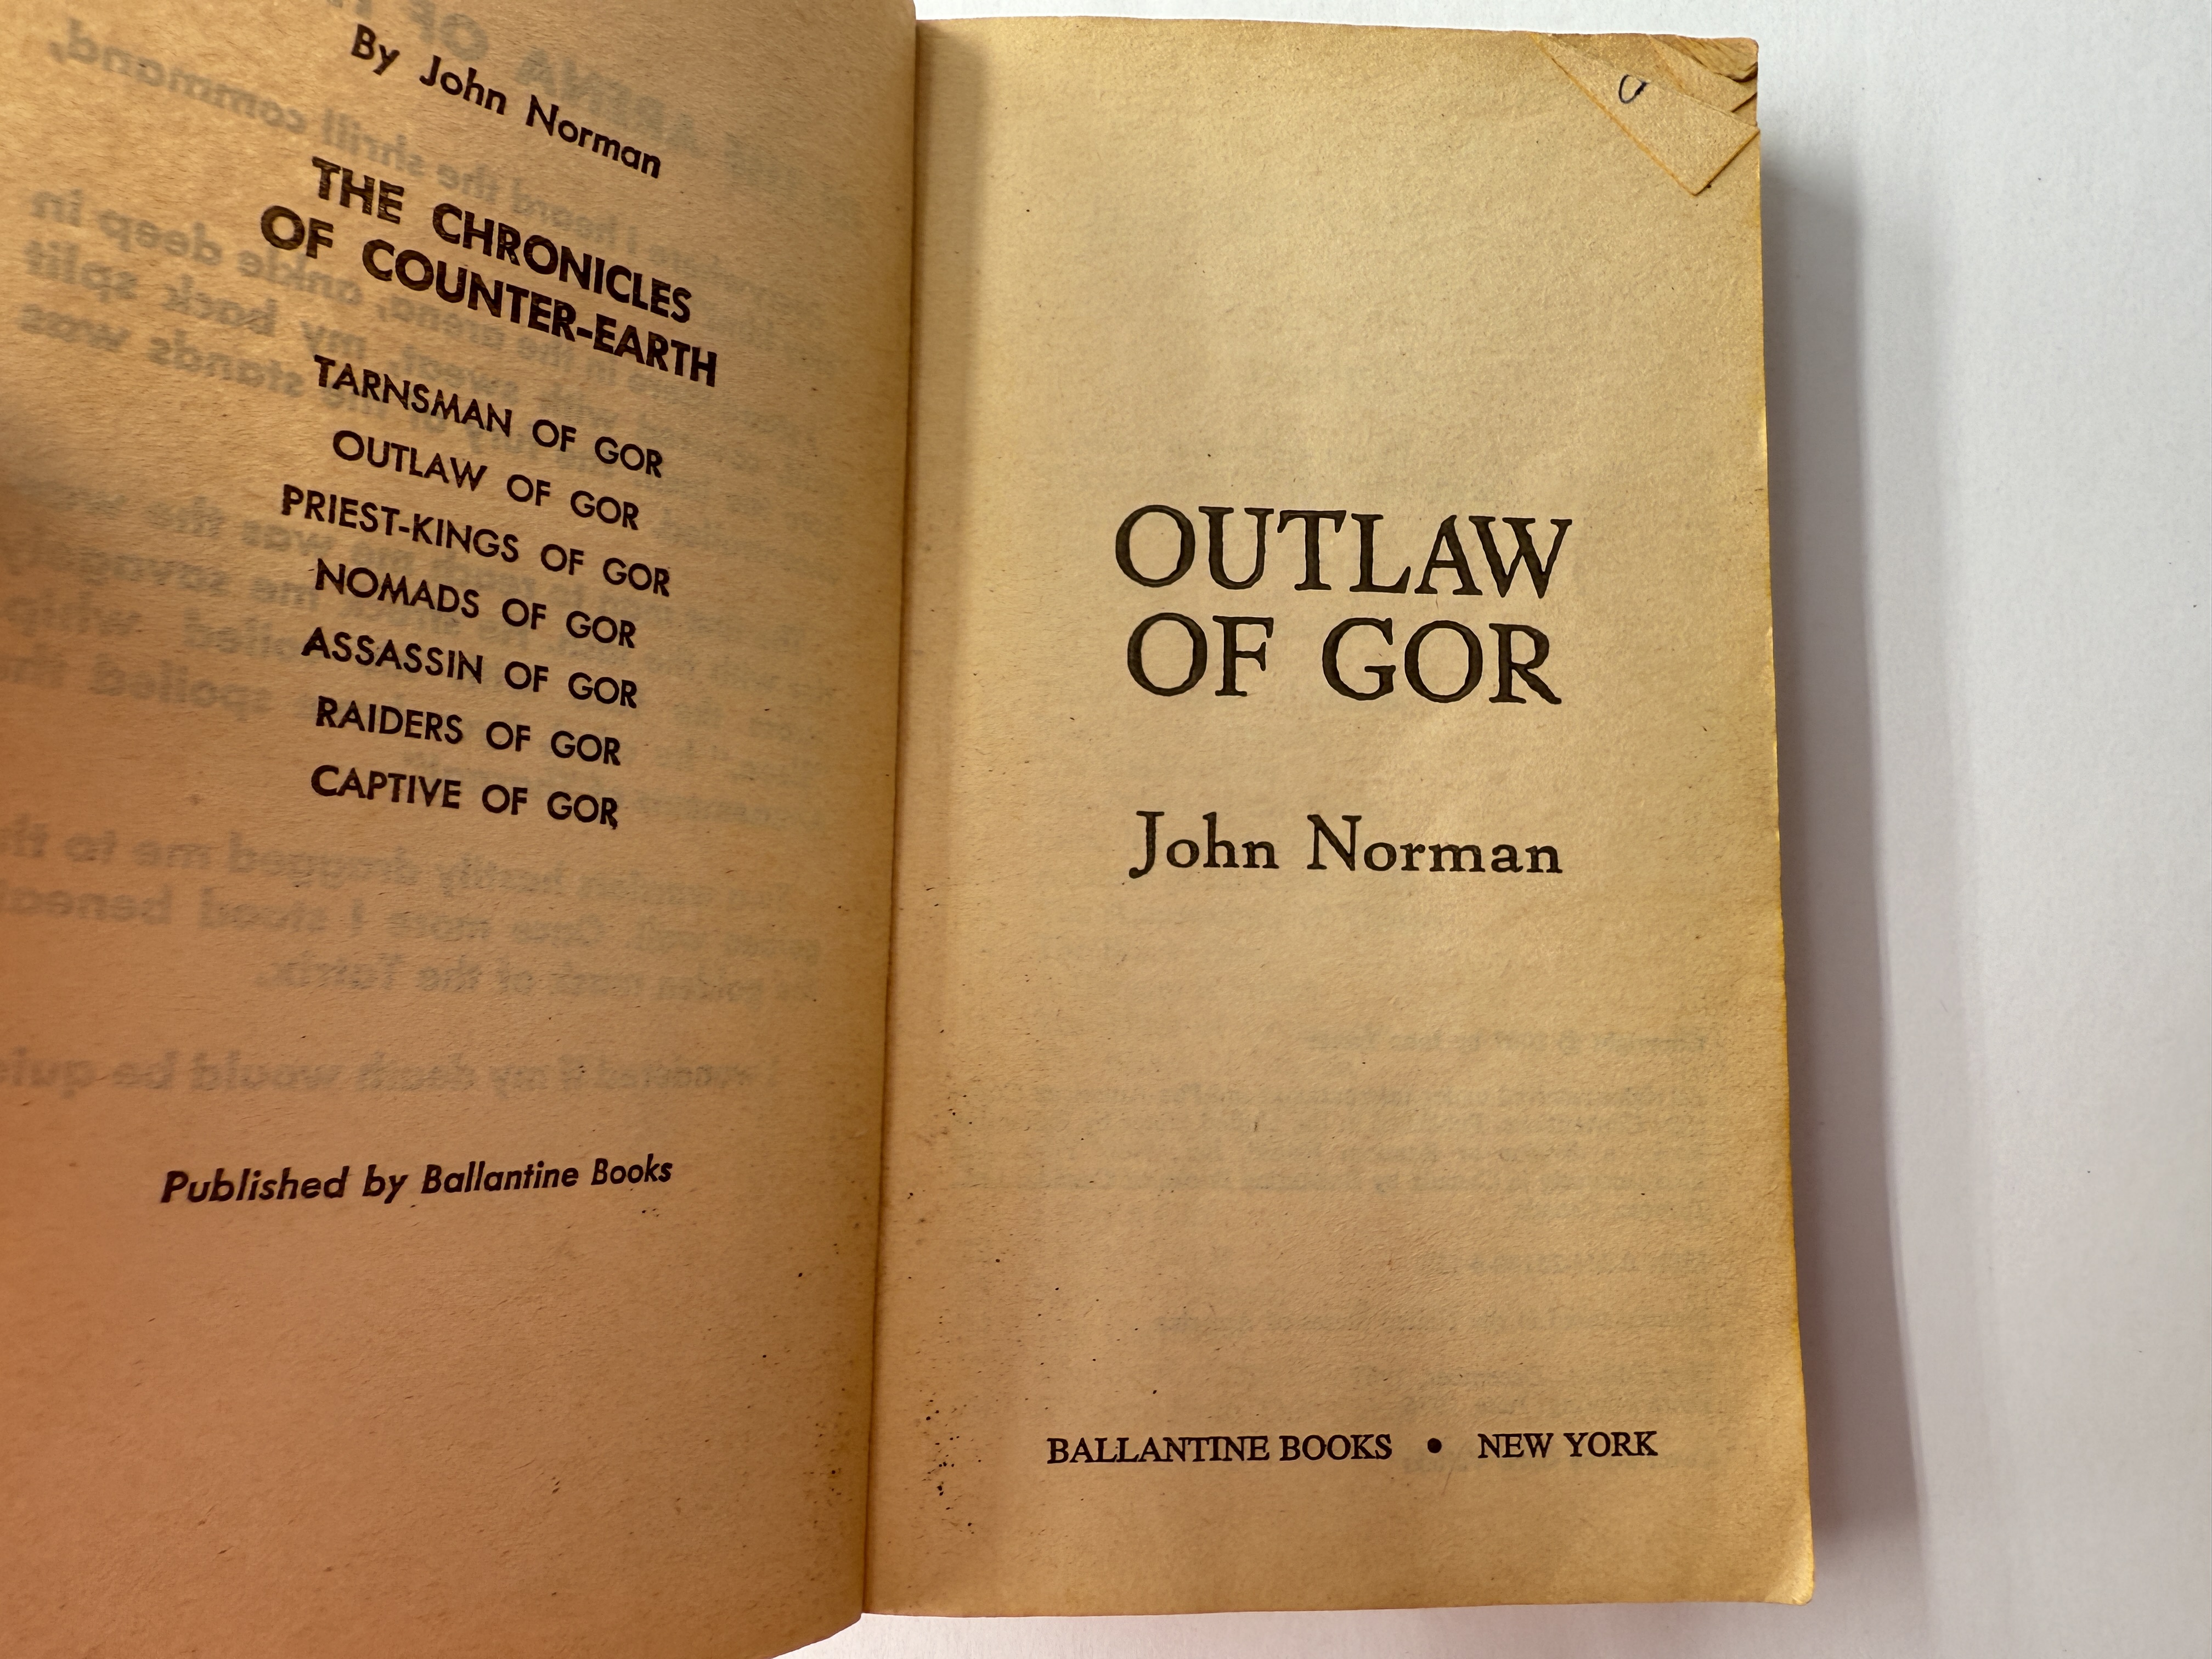 By John Norman
THE CHRONICLES
OF COUNTER-EARTH
TARNSMAN OF GOR
OUTLAW OF GOR
PRIEST-KINGS OF GOR
NOMADS OF GOR
ASSASSIN OF GOR
RAIDERS OF GOR
CAPTIVE OF GOR
Published by Ballantine Books
OUTLAW
OF GOR
John Norman
BALLANTINE BOOKS • NEW YORK